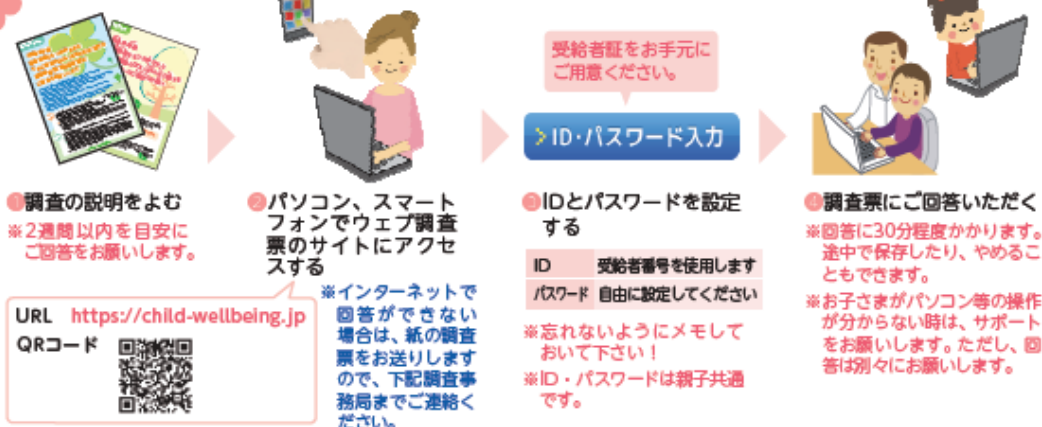 受給者証をお手元に
ご用意ください。
>ID・パスワード入力
❶調査の説明をよむ
※2週間以内を目安に
ご回答をお願いします。
❷パソコン、スマート
フォンでウェブ調査
票のサイトにアクセ
スする
※インターネットで
回答ができない
場合は、紙の調査
票をお送りします
ので、下記調査事
務局までご連絡く
ださい。
URL https://child-wellbeing.jp
QRコード
❸IDとパスワードを設定
する
ID 受給者番号を使用します
パスワード 自由に設定してください
※忘れないようにメモして
おいて下さい！
※ID・パスワードは親子共通
です。
❹調査票にご回答いただく
※回答に30分程度かかります。
途中で保存したり、やめるこ
ともできます。
※お子さまがパソコン等の操作
が分からない時は、サポート
をお願いします。ただし、回
答は別々にお願いします。